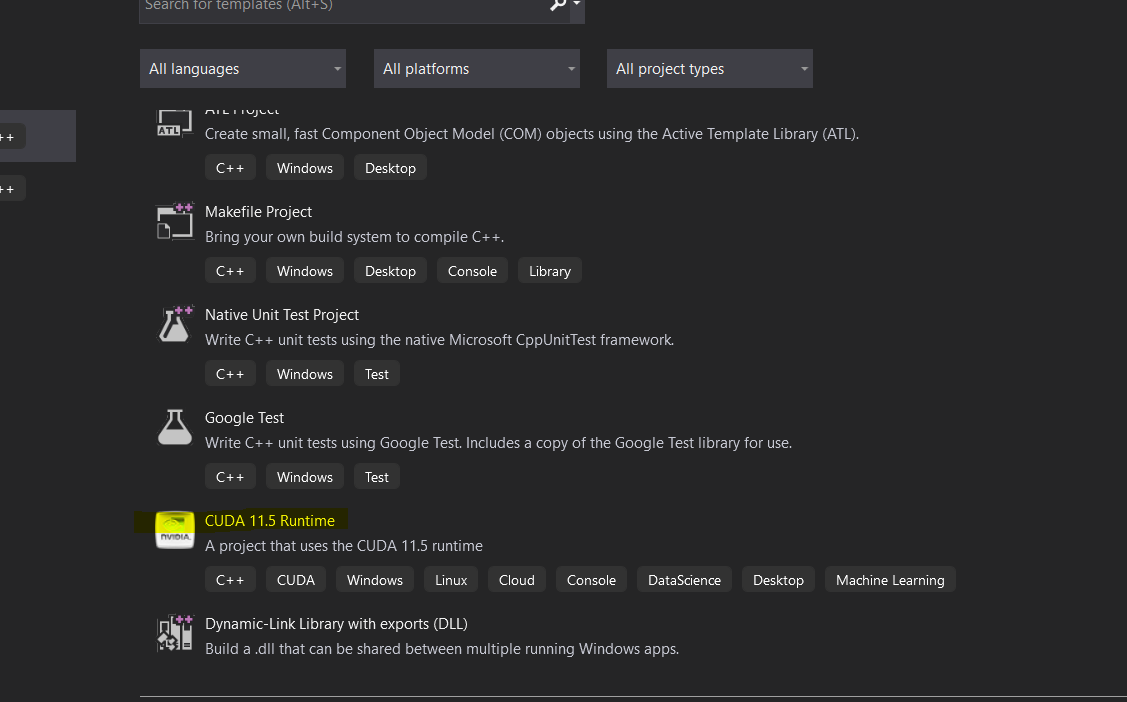 Search for templates (Alt+S)
All languages
All platforms
All project types
++
++
ATL Project
ATL
Create small, fast Component Object Model (COM) objects using the Active Template Library (ATL).
C++ Windows Desktop
Makefile Project
Bring your own build system to compile C++.
C++ Windows Desktop Console Library
Native Unit Test Project
Write C++ unit tests using the native Microsoft CppUnitTest framework.
C++ Windows Test
Google Test
Write C++ unit tests using Google Test. Includes a copy of the Google Test library for use.
C++ Windows Test
CUDA 11.5 Runtime
NVIDIA.
A project that uses the CUDA 11.5 runtime
C++ CUDA Windows Linux Cloud Console DataScience Desktop Machine Learning
Dynamic-Link Library with exports (DLL)
Build a .dll that can be shared between multiple running Windows apps.